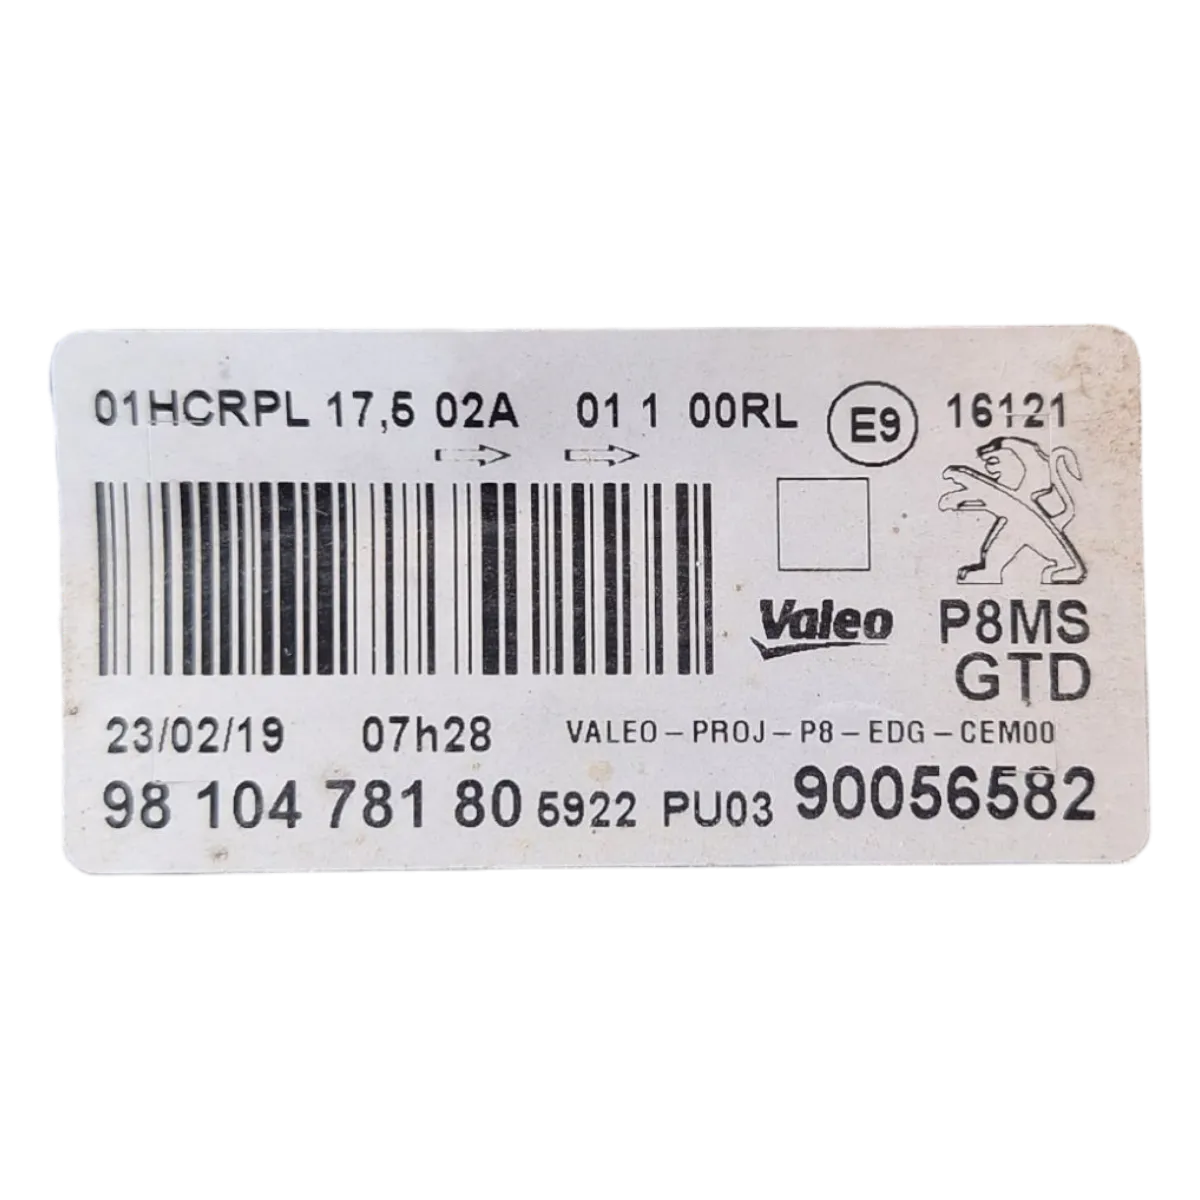 01HCRPL 17,5 02A 01 1 00RL E9 16121
Valeo P8MS
GTD
23/02/19 07h28 VALEO-PROJ-P8-EDG-CEM00
98 104 781 80 5922 PU03 90056582